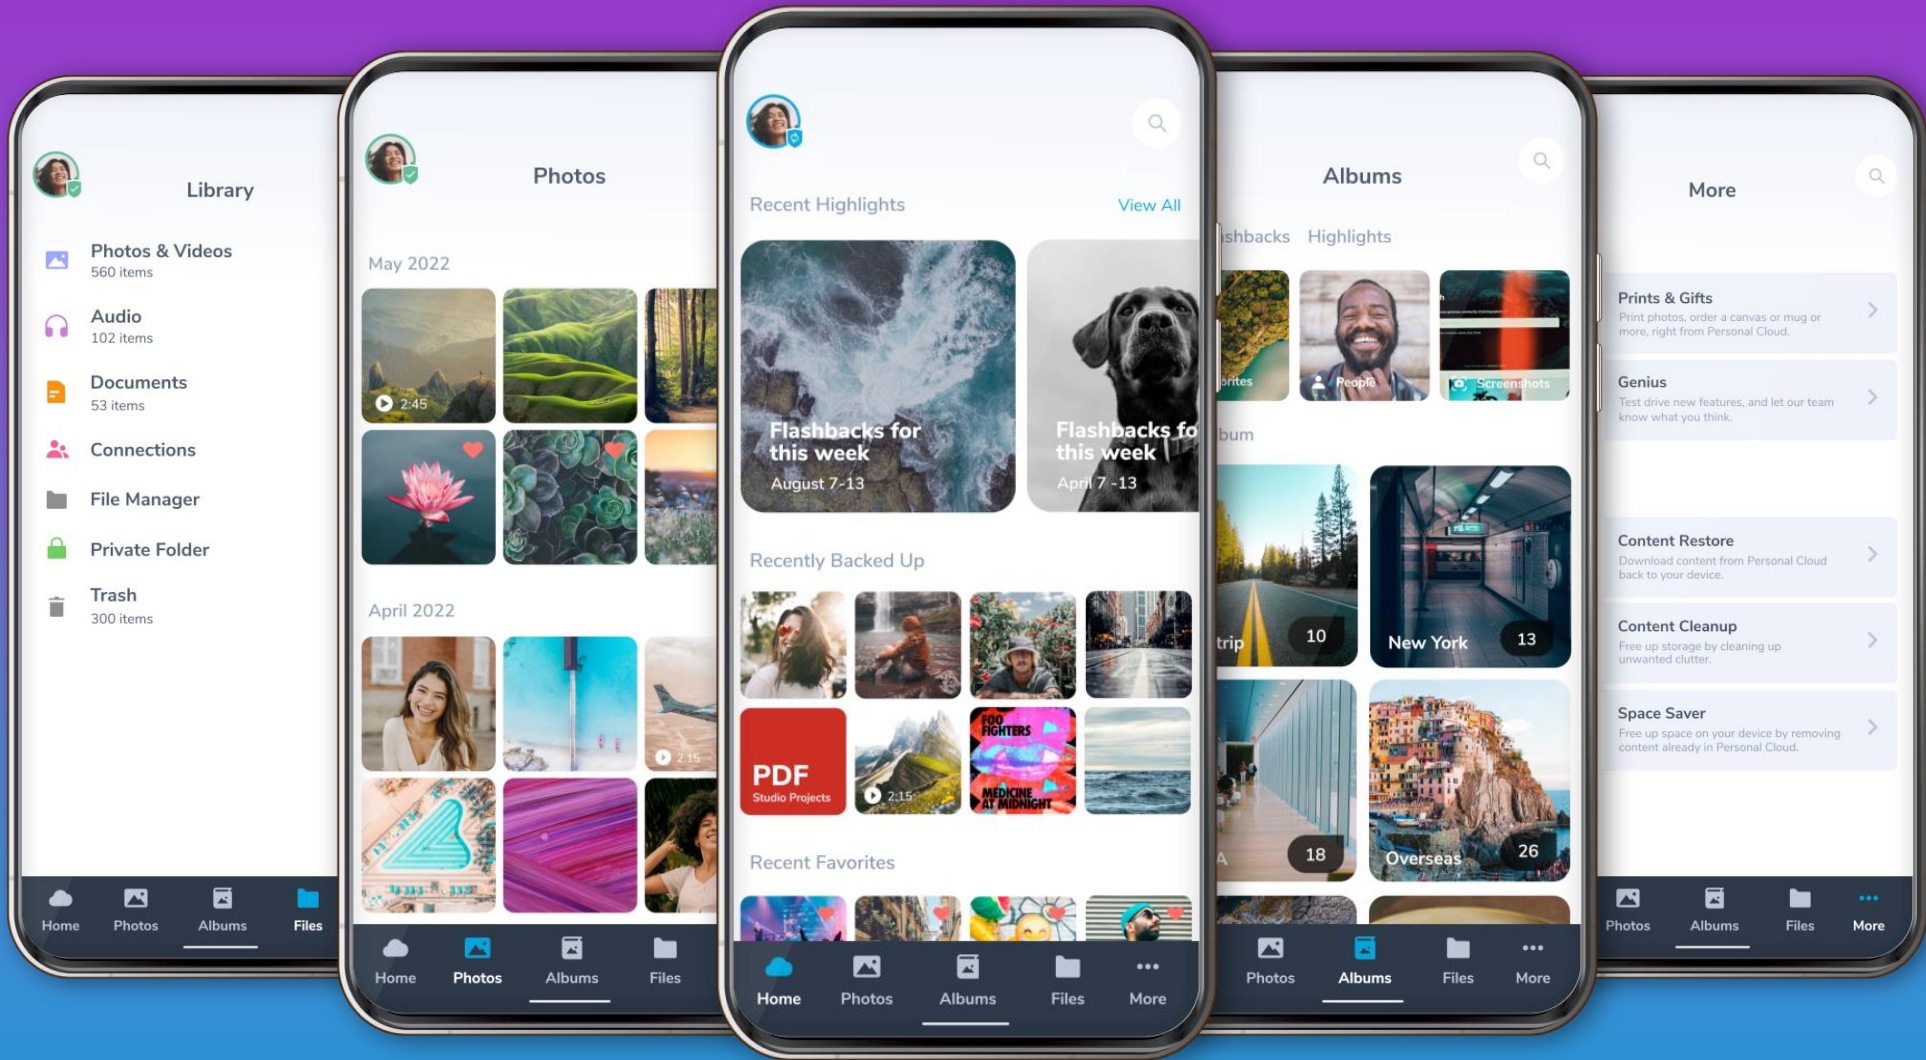 Library
Photos & Videos
560 items
Audio
102 items
Documents
53 items
Connections
File Manager
Private Folder
Trash
300 items
Home
Photos
Albums
Files
Photos
May 2022
2:45
April 2022
2:15
Home
Photos
Albums
Files
Recent Highlights
View All
Flashbacks for
this week
August 7-13
Flashbacks fo
this week
April 7 -13
Recently Backed Up
PDF
Studio Projects
2:15
FOO
FIGHTERS
MEDICINE
AT MIDNIGHT
Recent Favorites
Home
Photos
Albums
Files
More
Albums
shbacks
Highlights
orites
People
Screenshots
bum
trip
10
New York
13
A
18
Overseas
26
Photos
Albums
Files
More
More
Prints & Gifts
Print photos, order a canvas or mug or
more, right from Personal Cloud.
Genius
Test drive new features, and let our team
know what you think.
Content Restore
Download content from Personal Cloud
back to your device.
Content Cleanup
Free up storage by cleaning up
unwanted clutter.
Space Saver
Free up space on your device by removing
content already in Personal Cloud.
Photos
Albums
Files
More